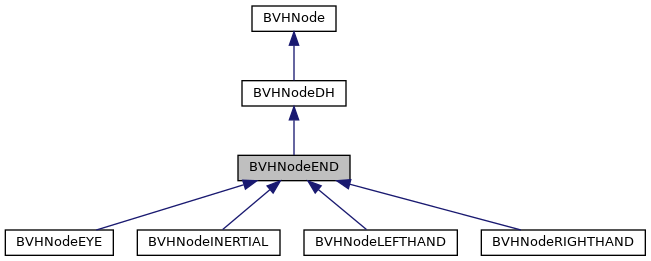 BVHNode
BVHNodeDH
BVHNodeEND
BVHNodeEYE
BVHNodeINERTIAL
BVHNodeLEFTHAND
BVHNodeRIGHTHAND